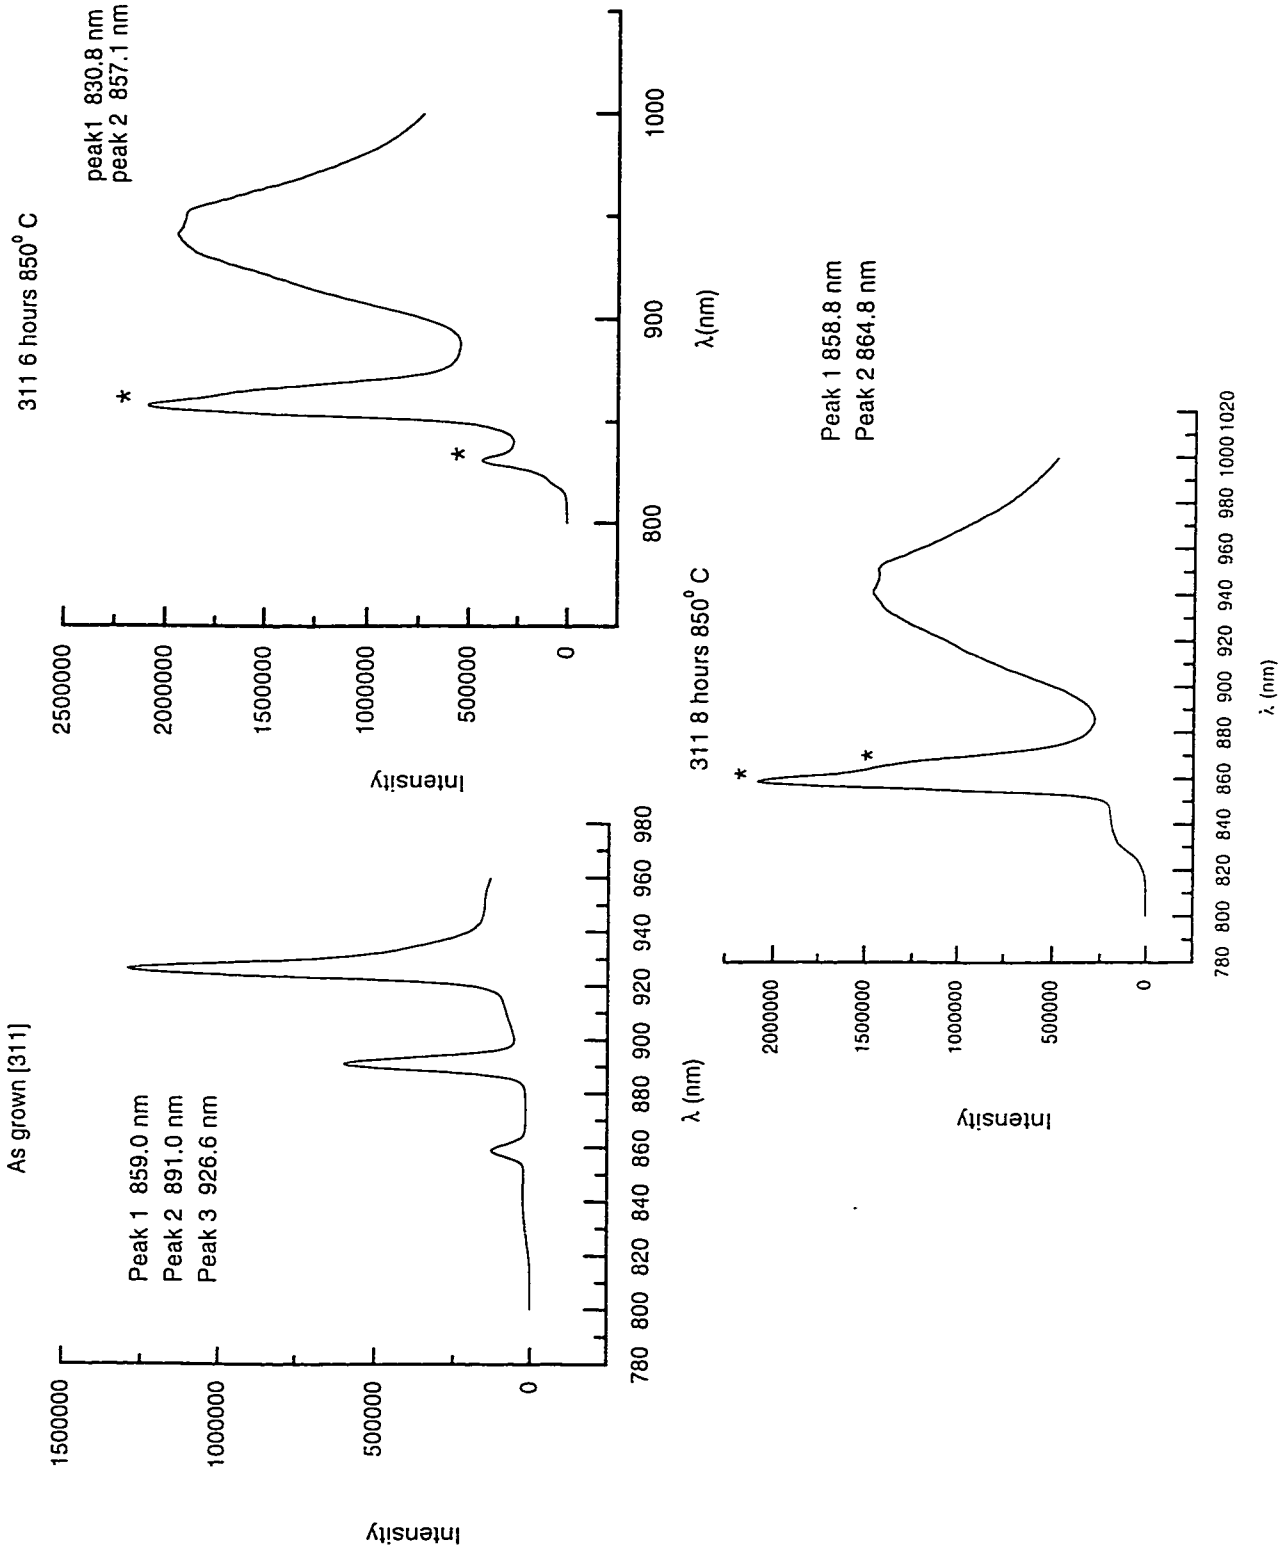 As grown [311]
Peak 1 859.0 nm
Peak 2 891.0 nm
Peak 3 926.6 nm
1500000
1000000
500000
0
Intensity
780 800 820 840 860 880 900 920 940 960 980
λ (nm)
311 6 hours 850⁰ C
peak1 830.8 nm
peak 2 857.1 nm
*
*
2500000
2000000
1500000
1000000
500000
0
Intensity
800 900 1000
λ(nm)
311 8 hours 850⁰ C
Peak 1 858.8 nm
Peak 2 864.8 nm
*
*
2000000
1500000
1000000
500000
0
Intensity
780 800 820 840 860 880 900 920 940 960 980 1000 1020
λ (nm)